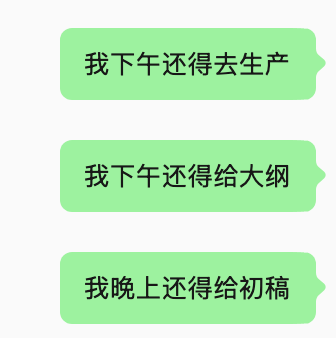 我下午还得去生产
我下午还得给大纲
我晚上还得给初稿